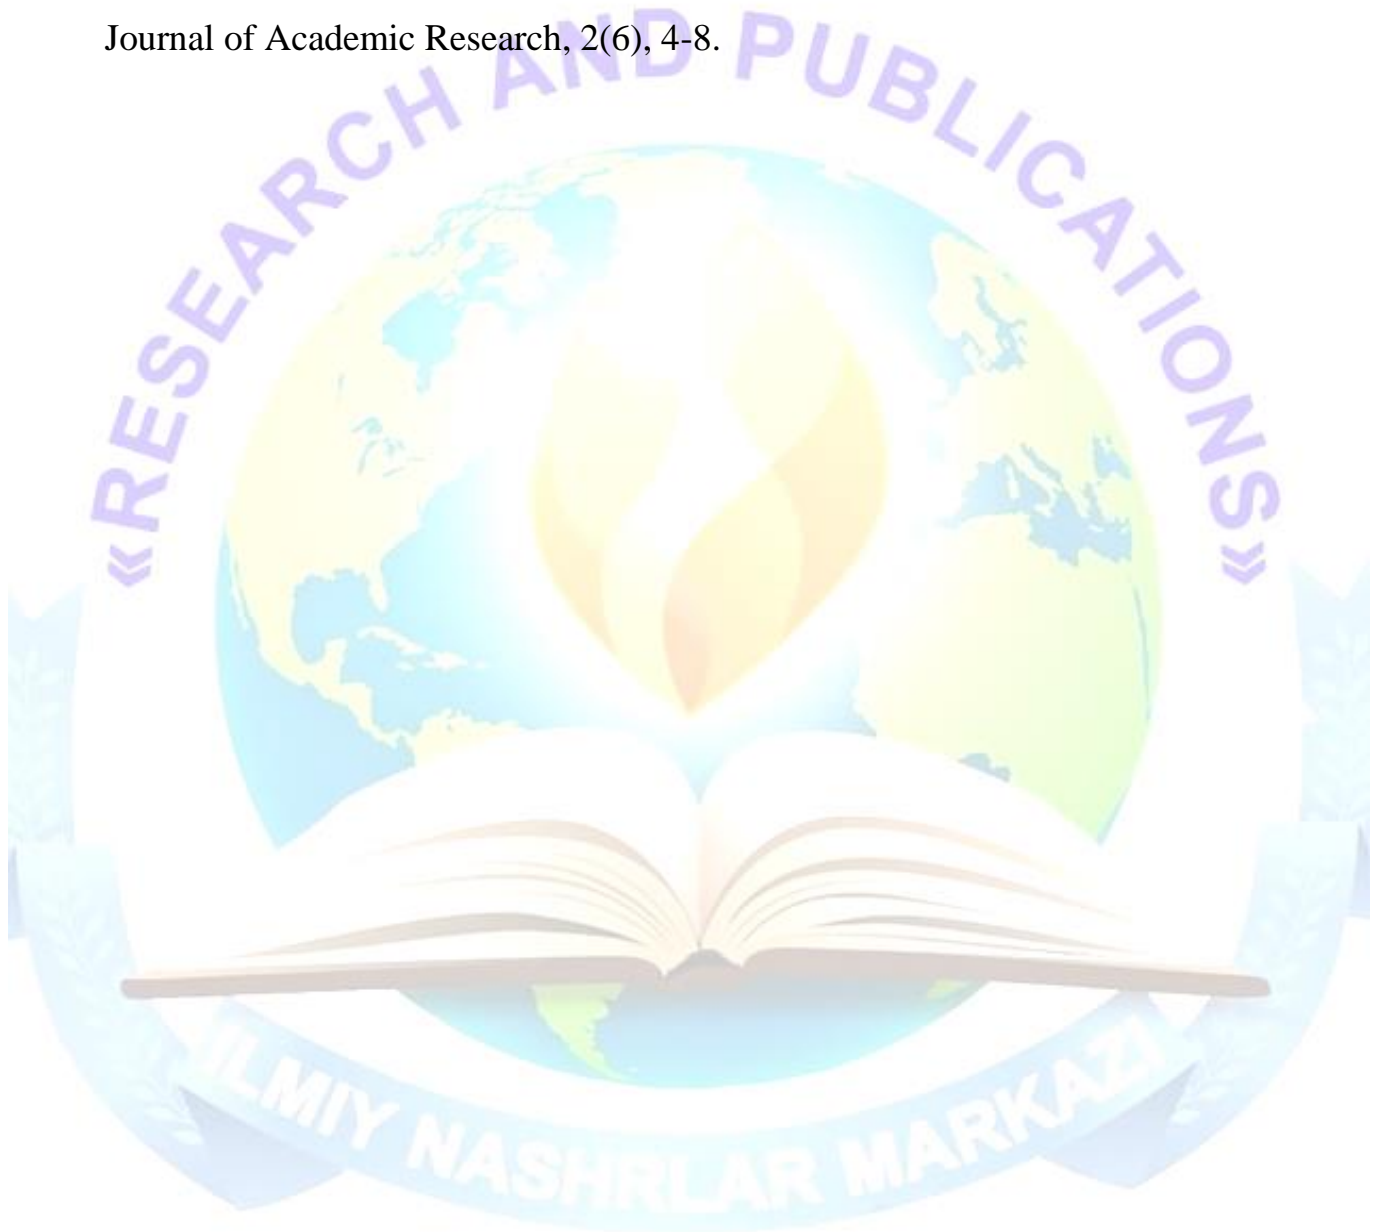 Journal of Academic Research, 2(6), 4-8.
«RESEARCH AND PUBLICATIONS»
ILMIY NASHRLAR MARKAZI